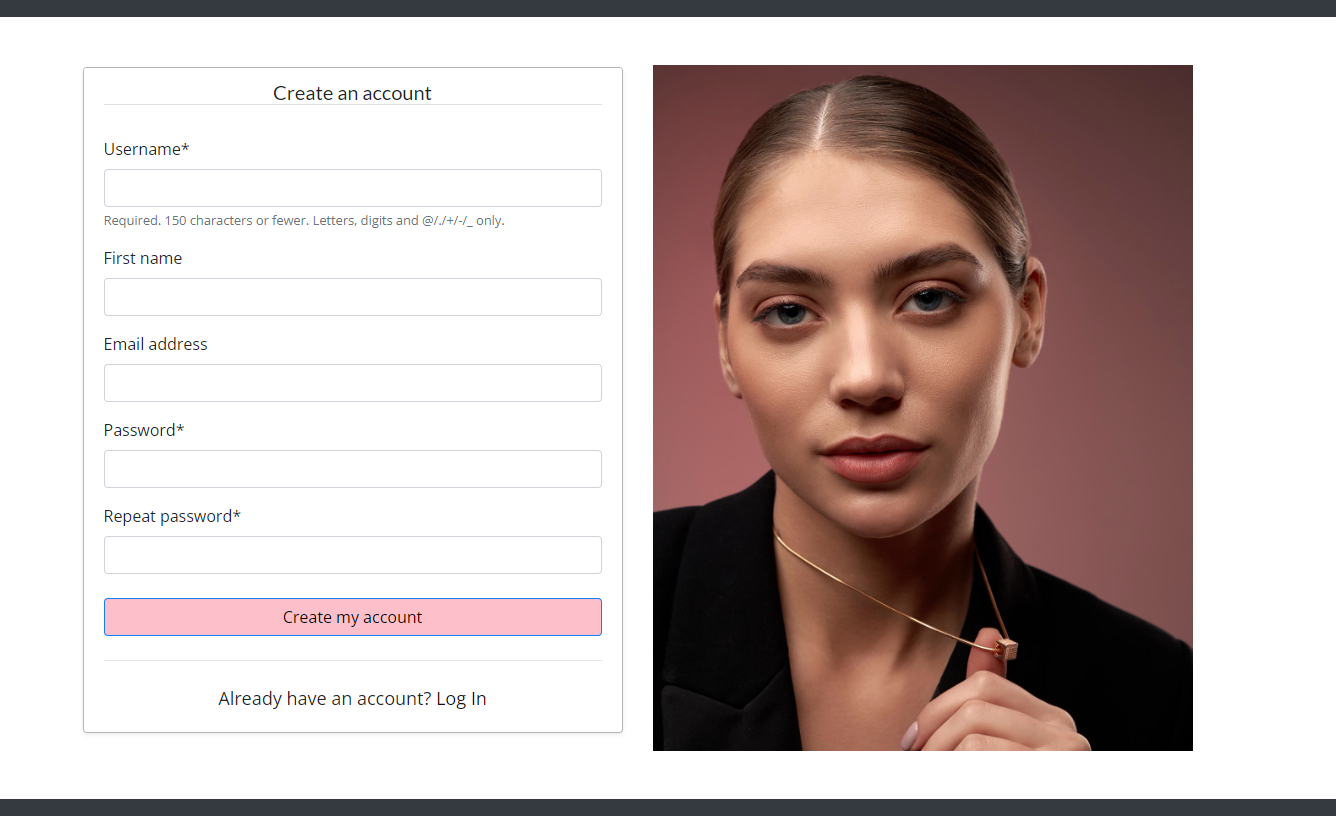 Create an account
Username*
Required. 150 characters or fewer. Letters, digits and @/./+/-/_ only.
First name
Email address
Password*
Repeat password*
Create my account
Already have an account? Log In